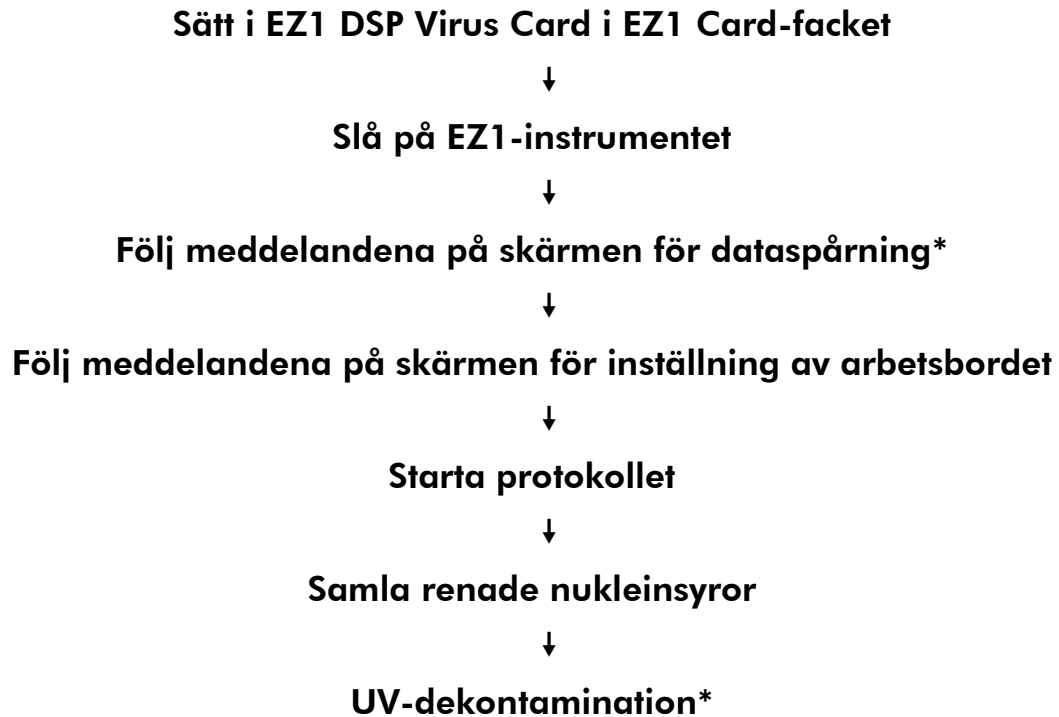 Sätt i EZ1 DSP Virus Card i EZ1 Card-facket
↓
Slå på EZ1-instrumentet
↓
Följ meddelandena på skärmen för dataspårning*
↓
Följ meddelandena på skärmen för inställning av arbetsbordet
↓
Starta protokollet
↓
Samla renade nukleinsyror
↓
UV-dekontamination*